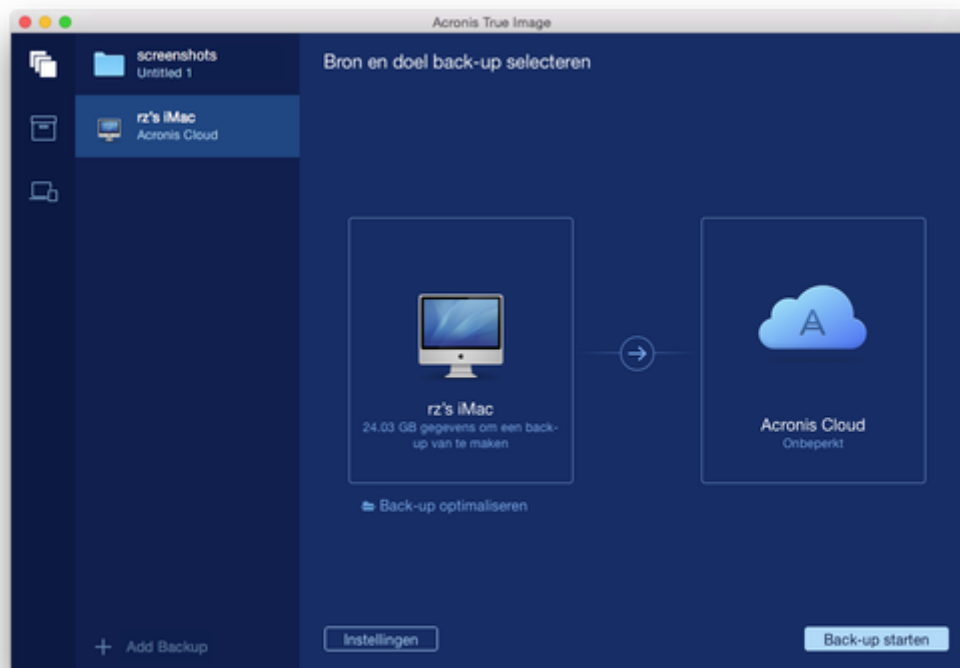 Acronis True Image
screenshots
Untitled 1
rz's iMac
Acronis Cloud
Add Backup
Bron en doel back-up selecteren
rz's iMac
24.03 GB gegevens om een back-
up van te maken
Back-up optimaliseren
Acronis Cloud
Onbeperkt
Instellingen
Back-up starten